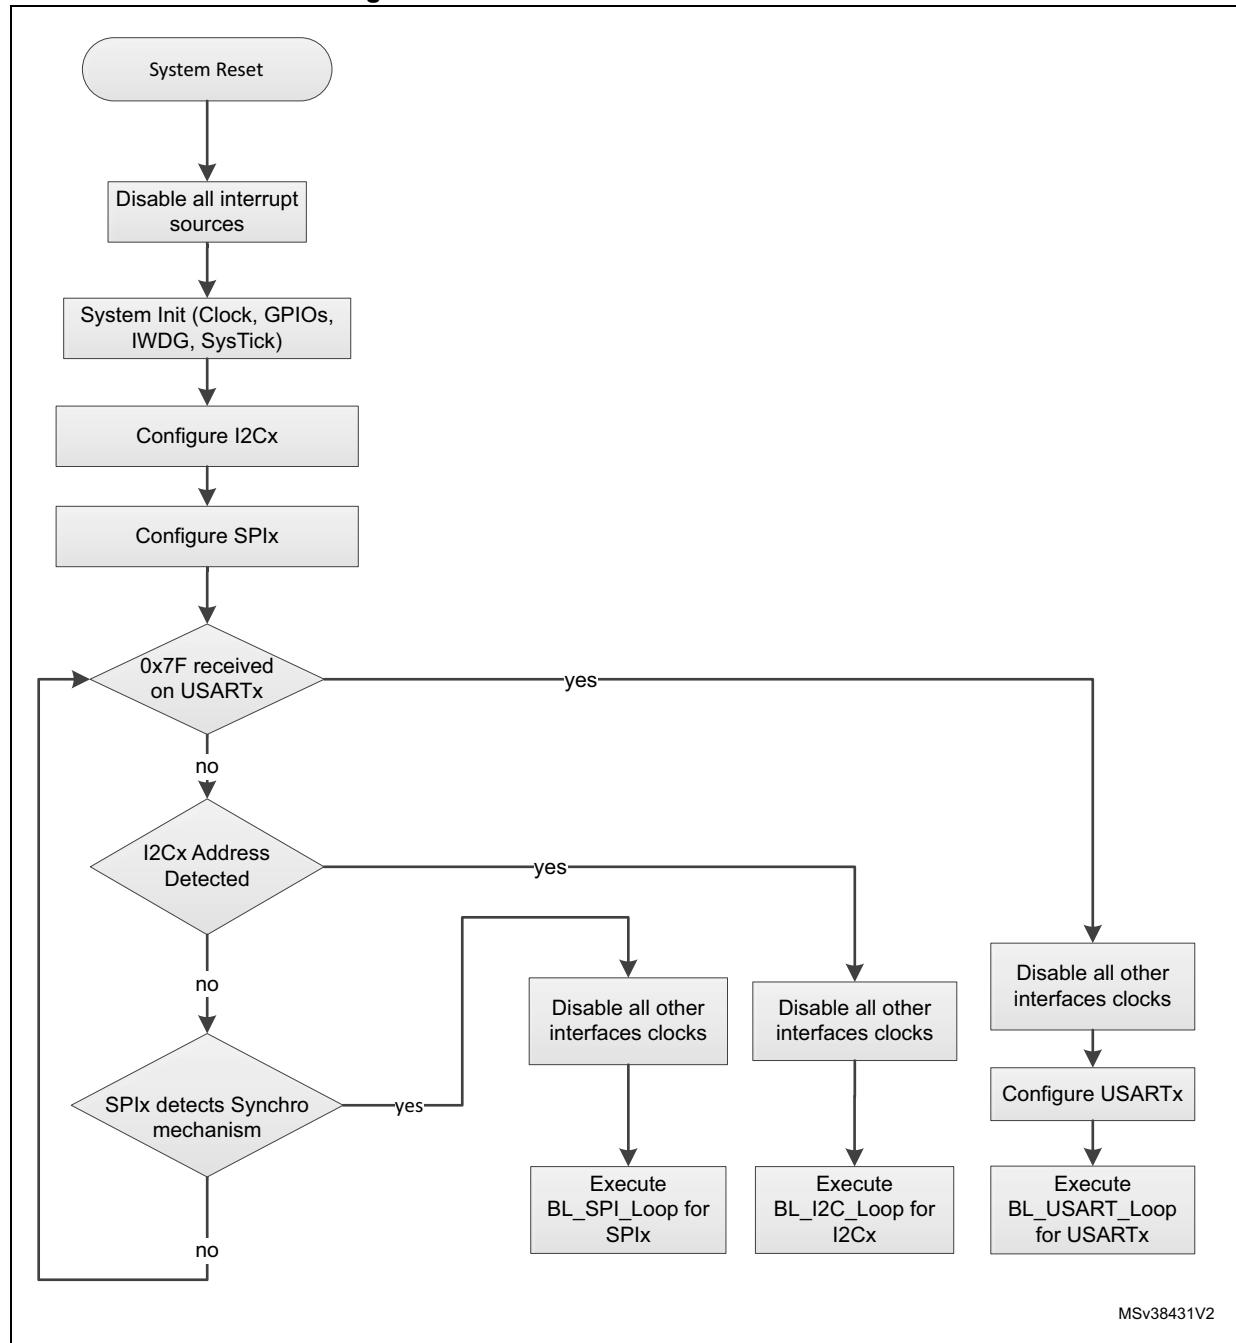 System Reset
Disable all interrupt
sources
System Init (Clock, GPIOs,
IWDG, SysTick)
Configure I2Cx
Configure SPIx
0x7F received
on USARTx
yes
no
I2Cx Address
Detected
yes
no
SPIx detects Synchro
mechanism
yes
no
Disable all other
interfaces clocks
Execute
BL_SPI_Loop for
SPIx
Disable all other
interfaces clocks
Execute
BL_I2C_Loop for
I2Cx
Disable all other
interfaces clocks
Configure USARTx
Execute
BL_USART_Loop
for USARTx
MSv38431V2